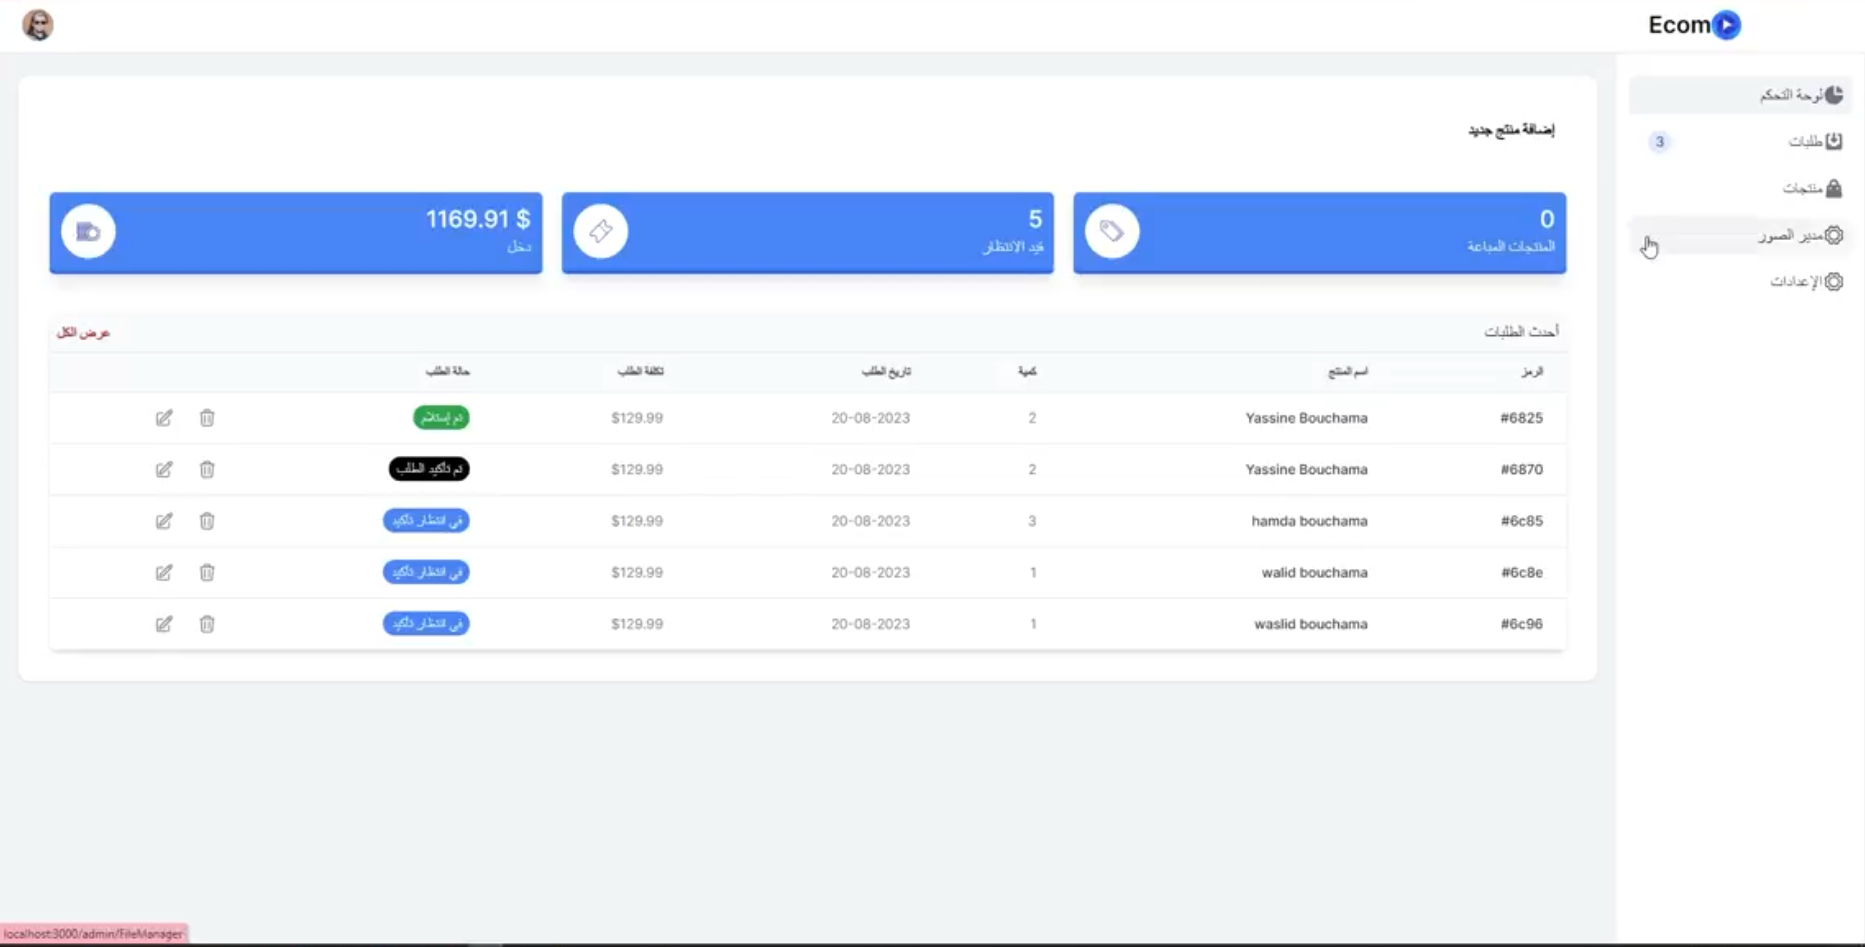 Ecom
لوحة التحكم
طلبات
3
منتجات
مدير الصور
الإعدادات
إضافة منتج جديد
0
المنتجات المباعة
5
قيد الانتظار
1169.91 $
دخل
أحدث الطلبات
عرض الكل
الرمز اسم المنتج كمية تاريخ الطلب تكلفة الطلب حالة الطلب
#6825 Yassine Bouchama 2 20-08-2023 $129.99 تم إستلام
#6870 Yassine Bouchama 2 20-08-2023 $129.99 تم تأكيد الطلب
#6c85 hamda bouchama 3 20-08-2023 $129.99 في انتظار تأكيد
#6c8e walid bouchama 1 20-08-2023 $129.99 في انتظار تأكيد
#6c96 waslid bouchama 1 20-08-2023 $129.99 في انتظار تأكيد
localhost:3000/admin/FileManager